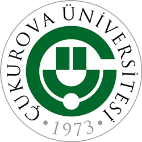 ÇUKUROVA ÜNİVERSİTESİ
• 1973 •